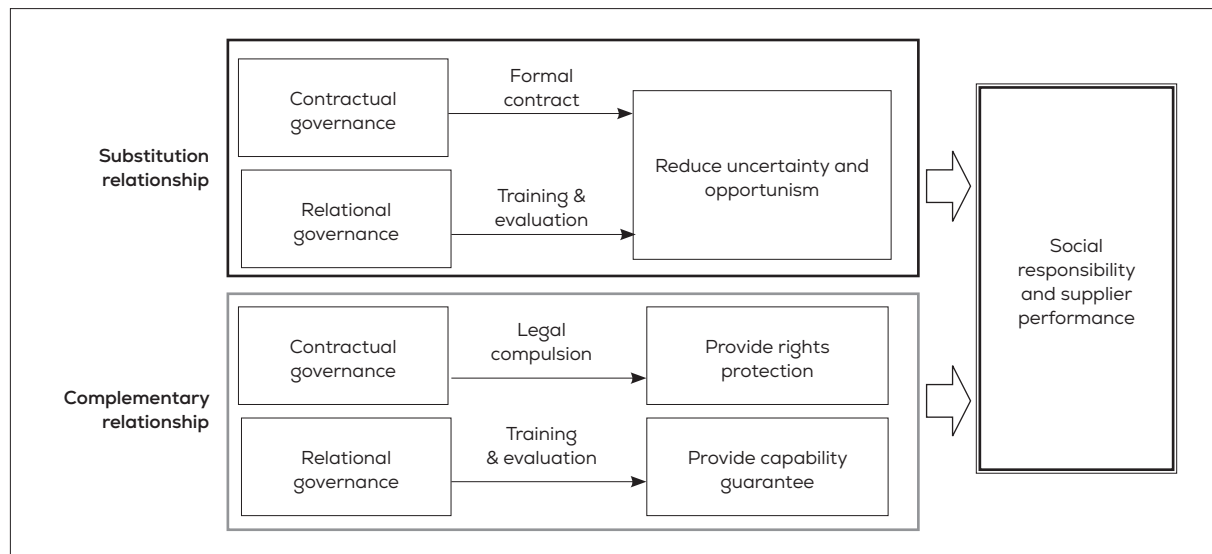 Substitution
relationship
Contractual
governance
Formal
contract
Relational
governance
Training &
evaluation
Reduce uncertainty and
opportunism
Complementary
relationship
Contractual
governance
Legal
compulsion
Provide rights
protection
Relational
governance
Training
& evaluation
Provide capability
guarantee
Social
responsibility
and supplier
performance